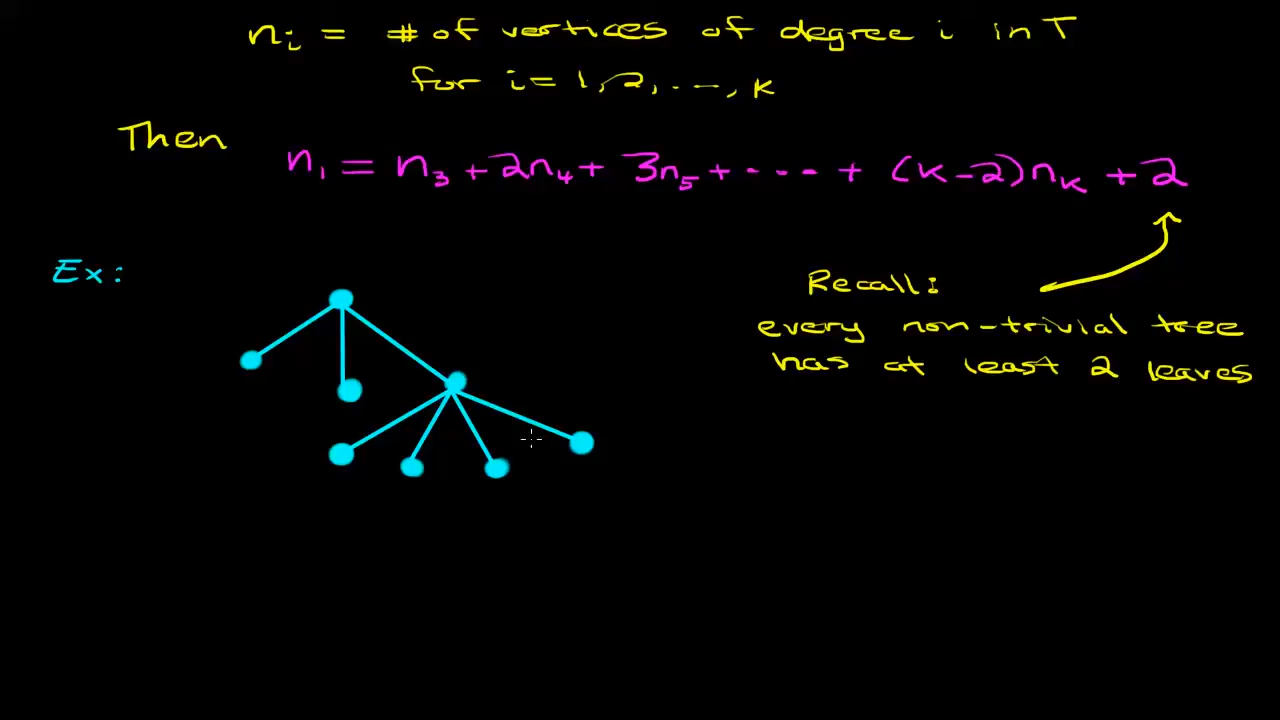 nᵢ = # of vertices of degree i in T
for i = 1, 2, ..., k
Then
n₁ = n₃ + 2n₄ + 3n₅ + ···· + (k-2)nₖ + 2
Ex:
Recall:
every non-trivial tree
has at least 2 leaves